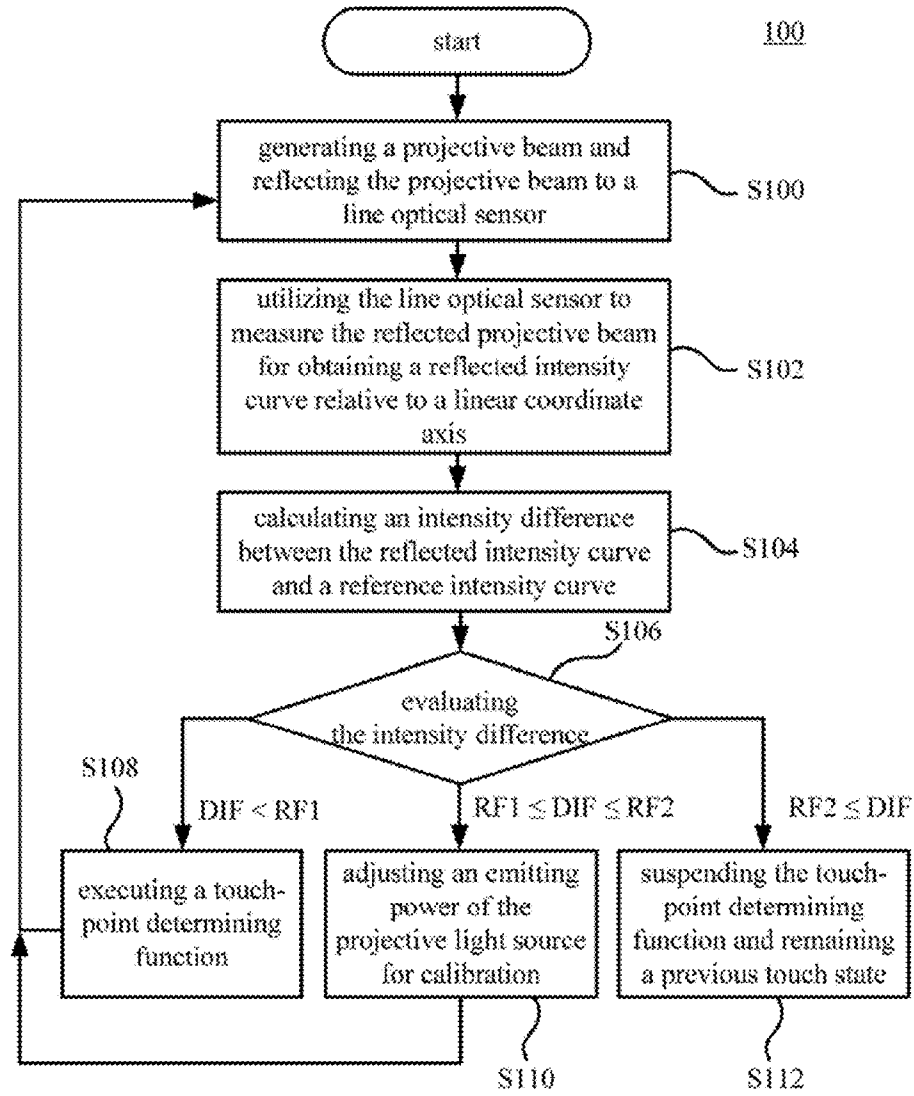 start
100
generating a projective beam and
reflecting the projective beam to a
line optical sensor
S100
utilizing the line optical sensor to
measure the reflected projective beam
for obtaining a reflected intensity
curve relative to a linear coordinate
axis
S102
calculating an intensity difference
between the reflected intensity curve
and a reference intensity curve
S104
S106
evaluating
the intensity difference
S108
DIF < RF1
RF1 ≤ DIF ≤ RF2
RF2 ≤ DIF
executing a touch-
point determining
function
adjusting an emitting
power of the
projective light source
for calibration
suspending the touch-
point determining
function and remaining
a previous touch state
S110
S112